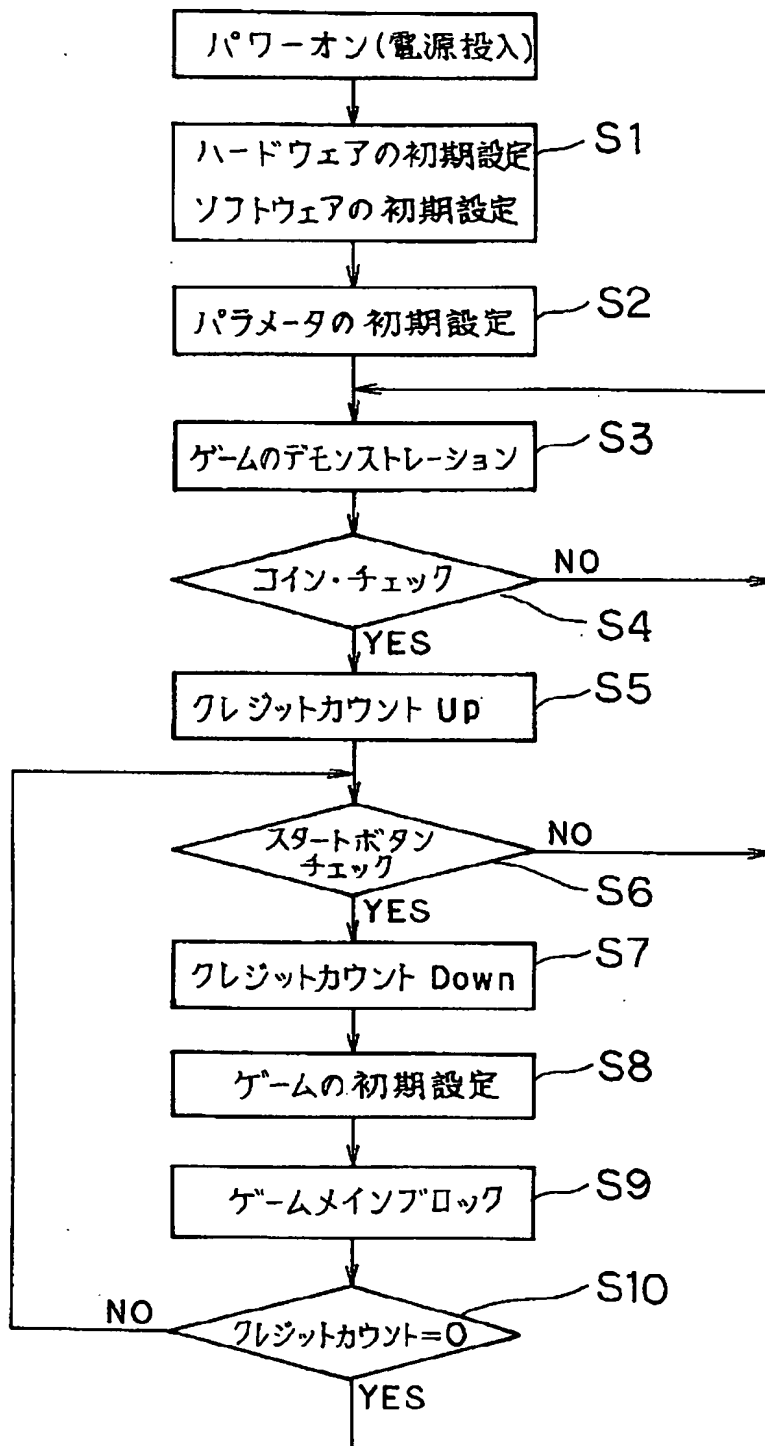 パワーオン(電源投入)
ハードウェアの初期設定
ソフトウェアの初期設定
S1
パラメータの初期設定
S2
ゲームのデモンストレーション
S3
コイン・チェック
NO
S4
YES
クレジットカウント Up
S5
スタートボタン
チェック
NO
S6
YES
クレジットカウント Down
S7
ゲームの初期設定
S8
ゲームメインブロック
S9
クレジットカウント=0
S10
NO
YES